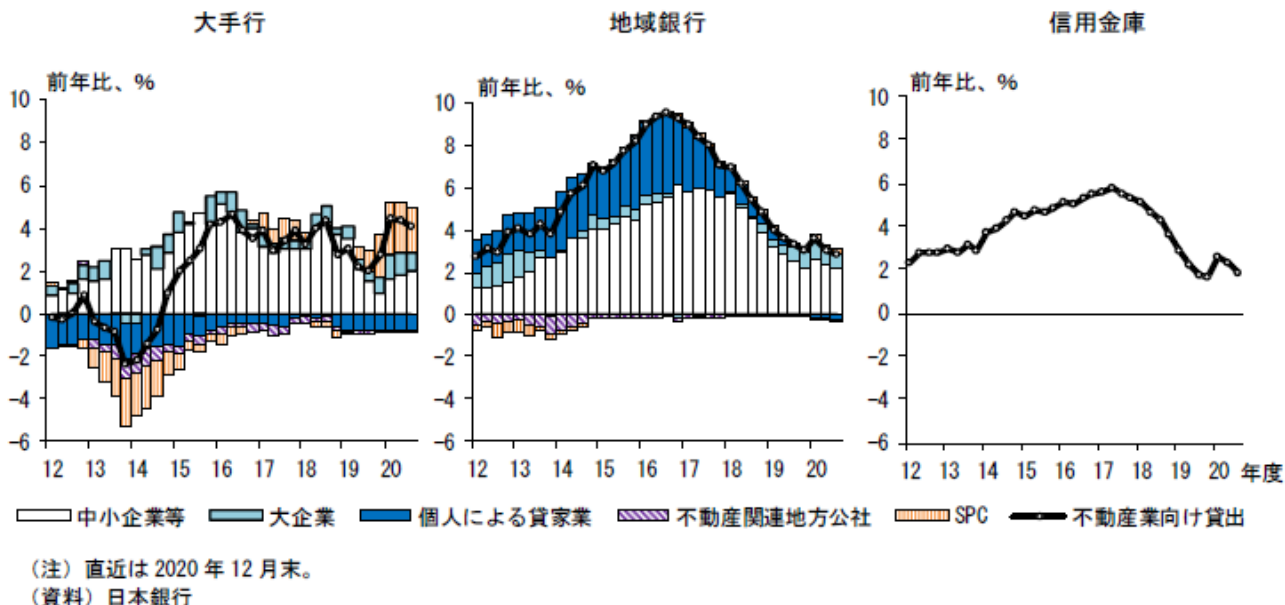 大手行
地域銀行
信用金庫
前年比、%
10
8
6
4
2
0
-2
-4
-6
12 13 14 15 16 17 18 19 20
前年比、%
10
8
6
4
2
0
-2
-4
-6
12 13 14 15 16 17 18 19 20
前年比、%
10
8
6
4
2
0
-2
-4
-6
12 13 14 15 16 17 18 19 20 年度
中小企業等 大企業 個人による貸家業 不動産関連地方公社 SPC 不動産業向け貸出
（注）直近は 2020 年 12 月末。
（資料）日本銀行